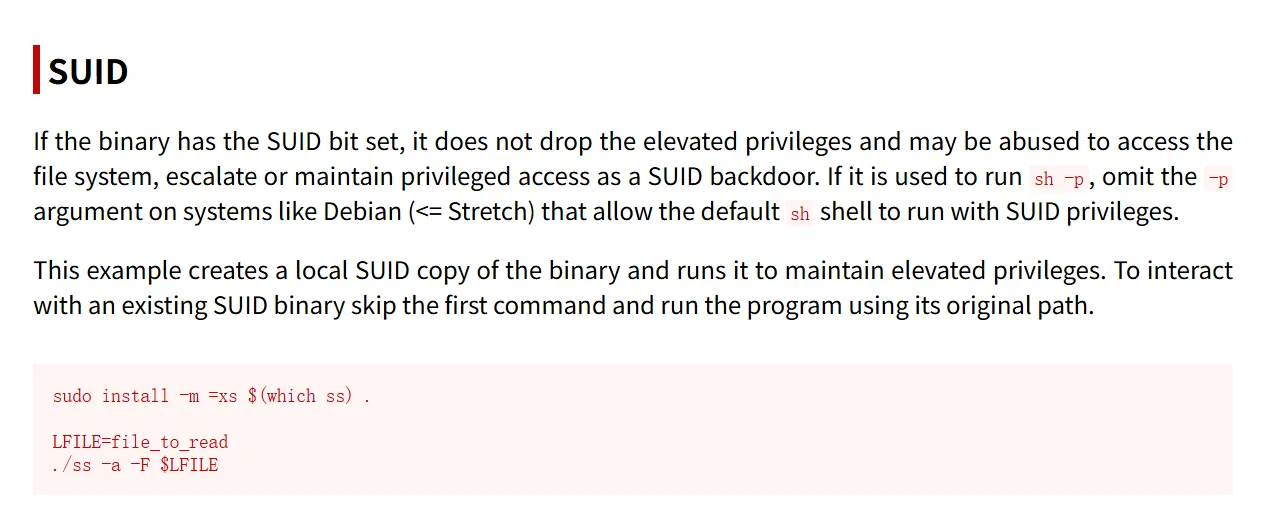 SUID
If the binary has the SUID bit set, it does not drop the elevated privileges and may be abused to access the
file system, escalate or maintain privileged access as a SUID backdoor. If it is used to run sh -p, omit the -p
argument on systems like Debian (<= Stretch) that allow the default sh shell to run with SUID privileges.
This example creates a local SUID copy of the binary and runs it to maintain elevated privileges. To interact
with an existing SUID binary skip the first command and run the program using its original path.
sudo install -m =xs $(which ss) .
LFILE=file_to_read
./ss -a -F $LFILE